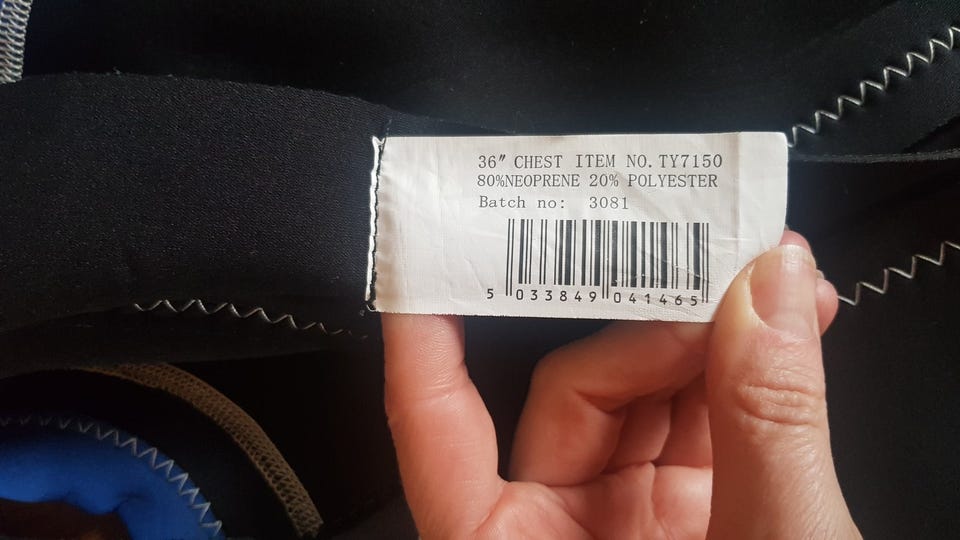 36" CHEST ITEM NO. TY7150
80%NEOPRENE 20% POLYESTER
Batch no: 3081
5 033849 041465